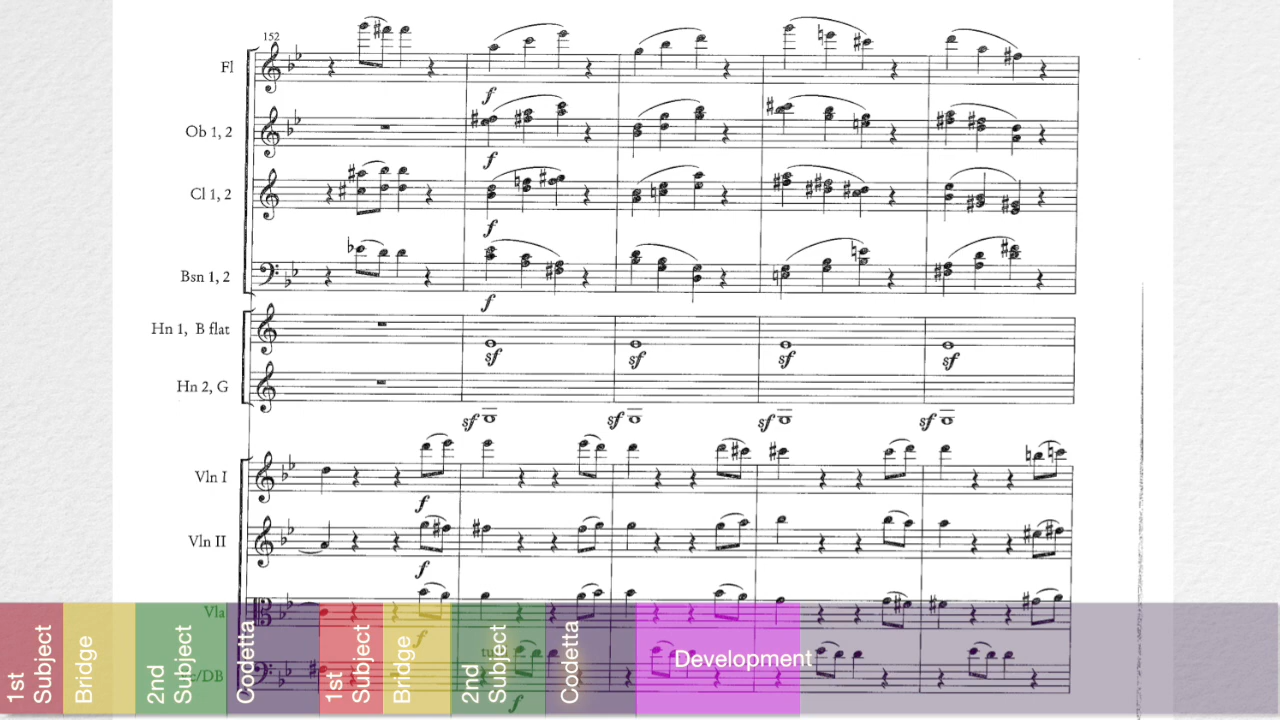 152
Fl
f
Ob 1, 2
f
Cl 1, 2
f
Bsn 1, 2
f
Hn 1, B flat
sf sf sf sf
Hn 2, G
sf sf sf sf
Vln I
f
Vln II
f
Vla
f
/DB
f
1st Subject
Bridge
2nd Subject
Codetta
1st Subject
Bridge
2nd Subject
Codetta
Development